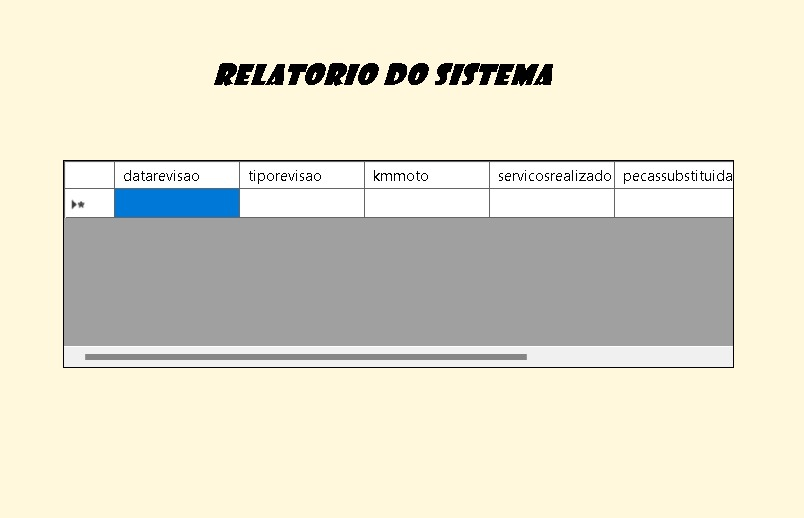 RELATORIO DO SISTEMA
datarevisao tiporevisao kmmoto servicosrealizado pecassubstituida